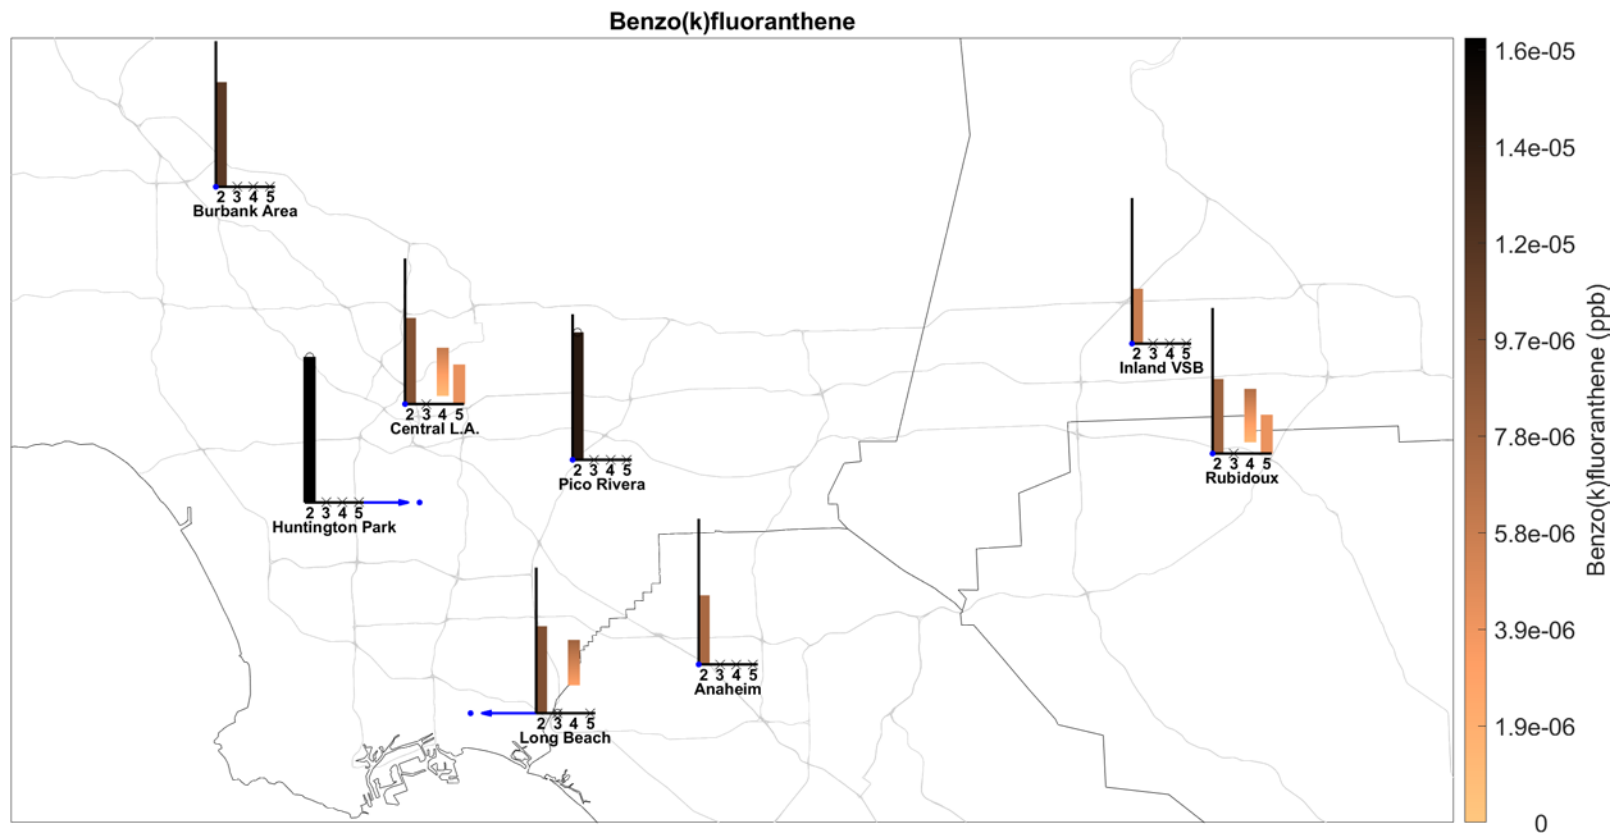 Benzo(k)fluoranthene
2 3 4 5
Burbank Area
2 3 4 5
Central L.A.
2 3 4 5
Huntington Park
2 3 4 5
Pico Rivera
2 3 4 5
Inland VSB
2 3 4 5
Rubidoux
2 3 4 5
Long Beach
2 3 4 5
Anaheim
1.6e-05
1.4e-05
1.2e-05
9.7e-06
7.8e-06
5.8e-06
3.9e-06
1.9e-06
0
Benzo(k)fluoranthene (ppb)